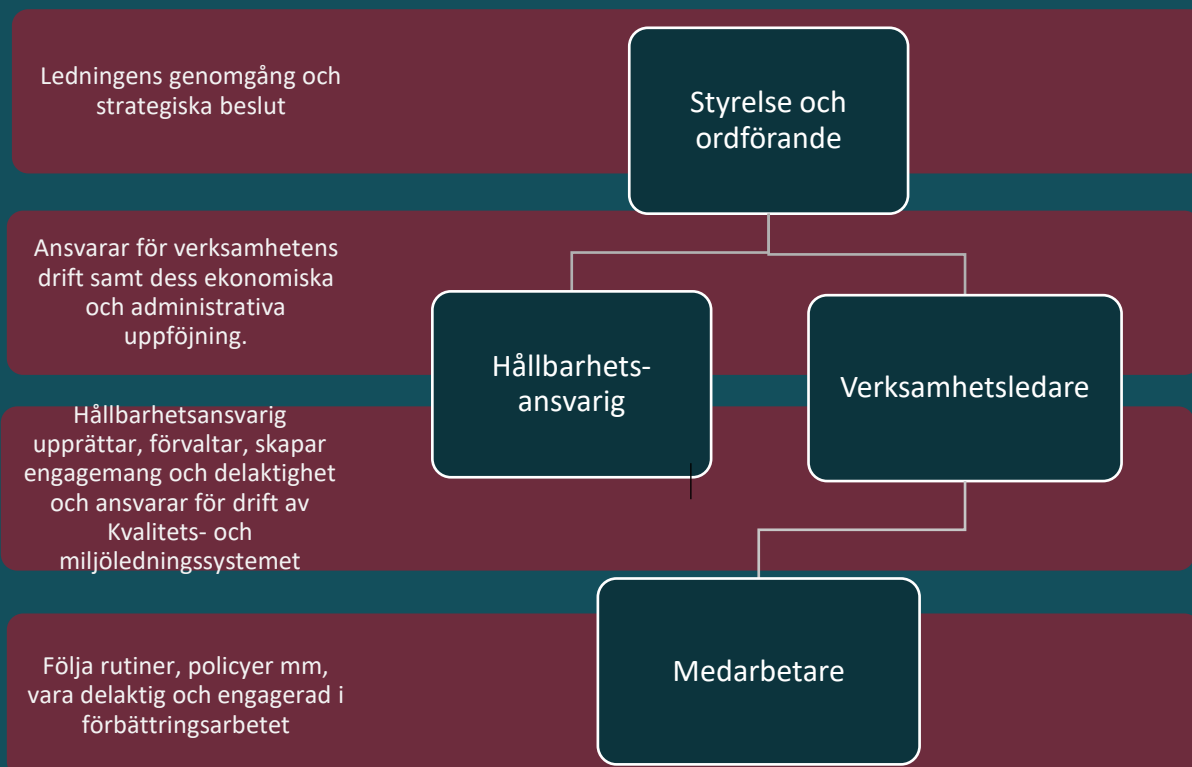 Ledningens genomgång och
strategiska beslut
Styrelse och
ordförande
Ansvarar för verksamhetens
drift samt dess ekonomiska
och administrativa
uppföjning.
Hållbarhets-
ansvarig
Verksamhetsledare
Hållbarhetsansvarig
upprättar, förvaltar, skapar
engagemang och delaktighet
och ansvarar för drift av
Kvalitets- och
miljöledningssystemet
Följa rutiner, policyer mm,
vara delaktig och engagerad i
förbättringsarbetet
Medarbetare